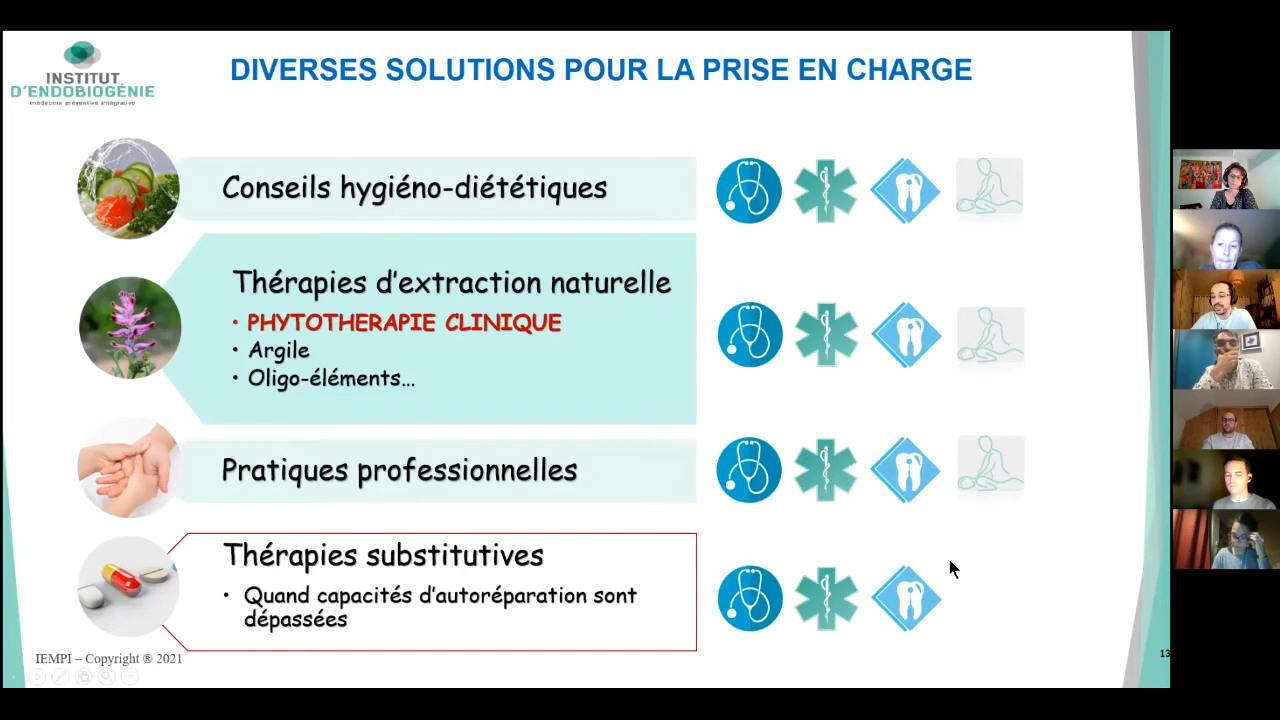 INSTITUT
D'ENDOBIOGÉNIE
médecine préventive intégrative
DIVERSES SOLUTIONS POUR LA PRISE EN CHARGE
Conseils hygiéno-diététiques
Thérapies d'extraction naturelle
• PHYTOTHERAPIE CLINIQUE
• Argile
• Oligo-éléments...
Pratiques professionnelles
Thérapies substitutives
• Quand capacités d'autoréparation sont
dépassées
IEMPI – Copyright ® 2021
13